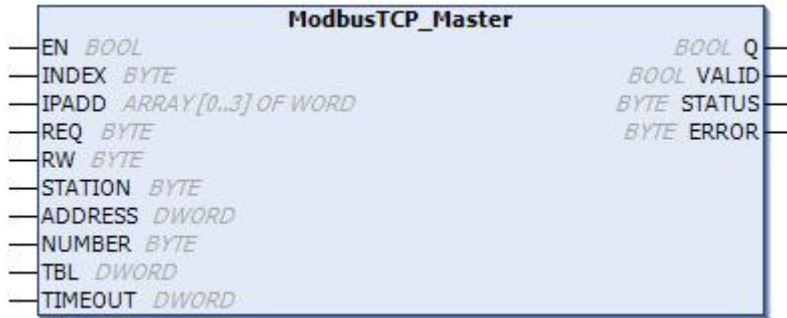 ModbusTCP_Master
EN BOOL BOOL Q
INDEX BYTE BOOL VALID
IPADD ARRAY [0..3] OF WORD BYTE STATUS
REQ BYTE BYTE ERROR
RW BYTE
STATION BYTE
ADDRESS DWORD
NUMBER BYTE
TBL DWORD
TIMEOUT DWORD